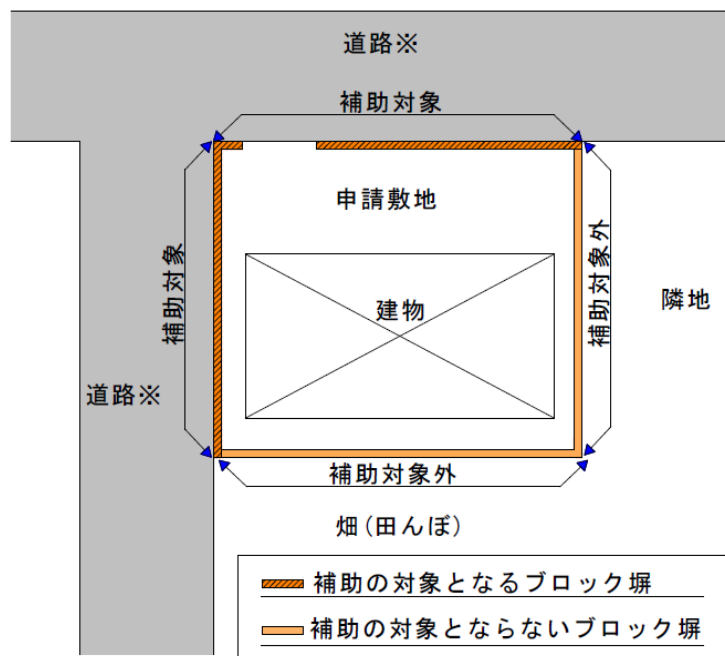 道路※
補助対象
申請敷地
補助対象
補助対象外
建物
隣地
道路※
補助対象外
畑(田んぼ)
補助の対象となるブロック塀
補助の対象とならないブロック塀